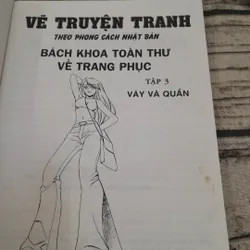 VẼ TRUYỆN TRANH
THEO PHONG CÁCH NHẬT BẢN
BÁCH KHOA TOÀN THƯ
VỀ TRANG PHỤC
TẬP 3
VÁY VÀ QUẦN